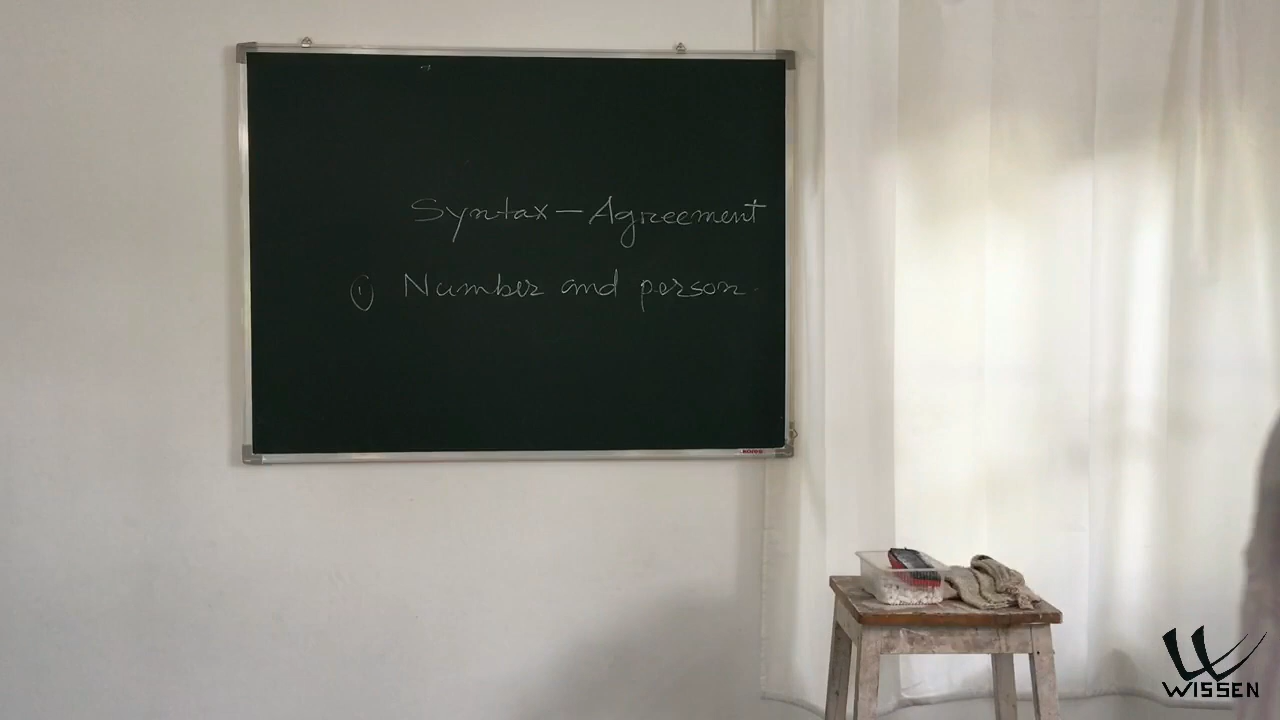 Syntax – Agreement
① Number and person.
WISSEN